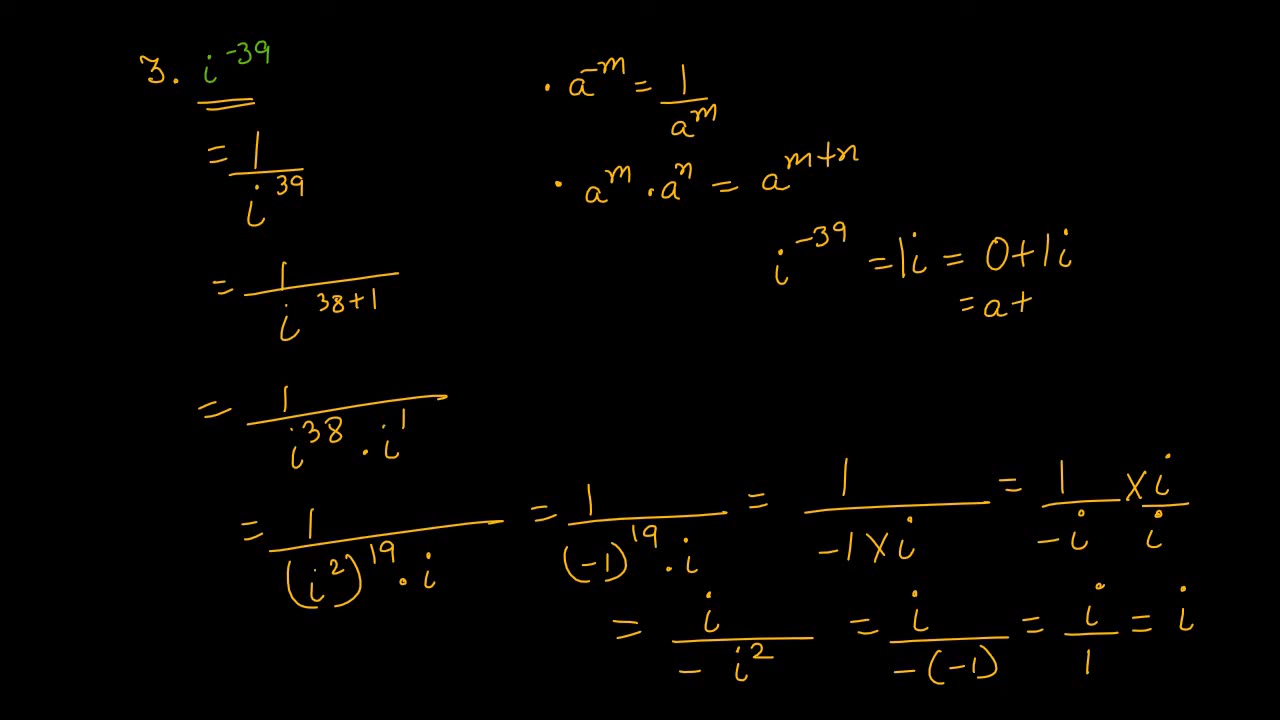 3. i^{-39}
= 1/i^{39}
= 1/i^{38+1}
= 1/(i^{38} . i^{1})
= 1/((i^{2})^{19} . i) = 1/((-1)^{19} . i) = 1/(-1 × i) = 1/(-i) × i/i
= i/(-i^{2}) = i/(-(-1)) = i/1 = i
. a^{-m} = 1/a^{m}
. a^{m} . a^{n} = a^{m+n}
i^{-39} = 1i = 0+1i
= a+